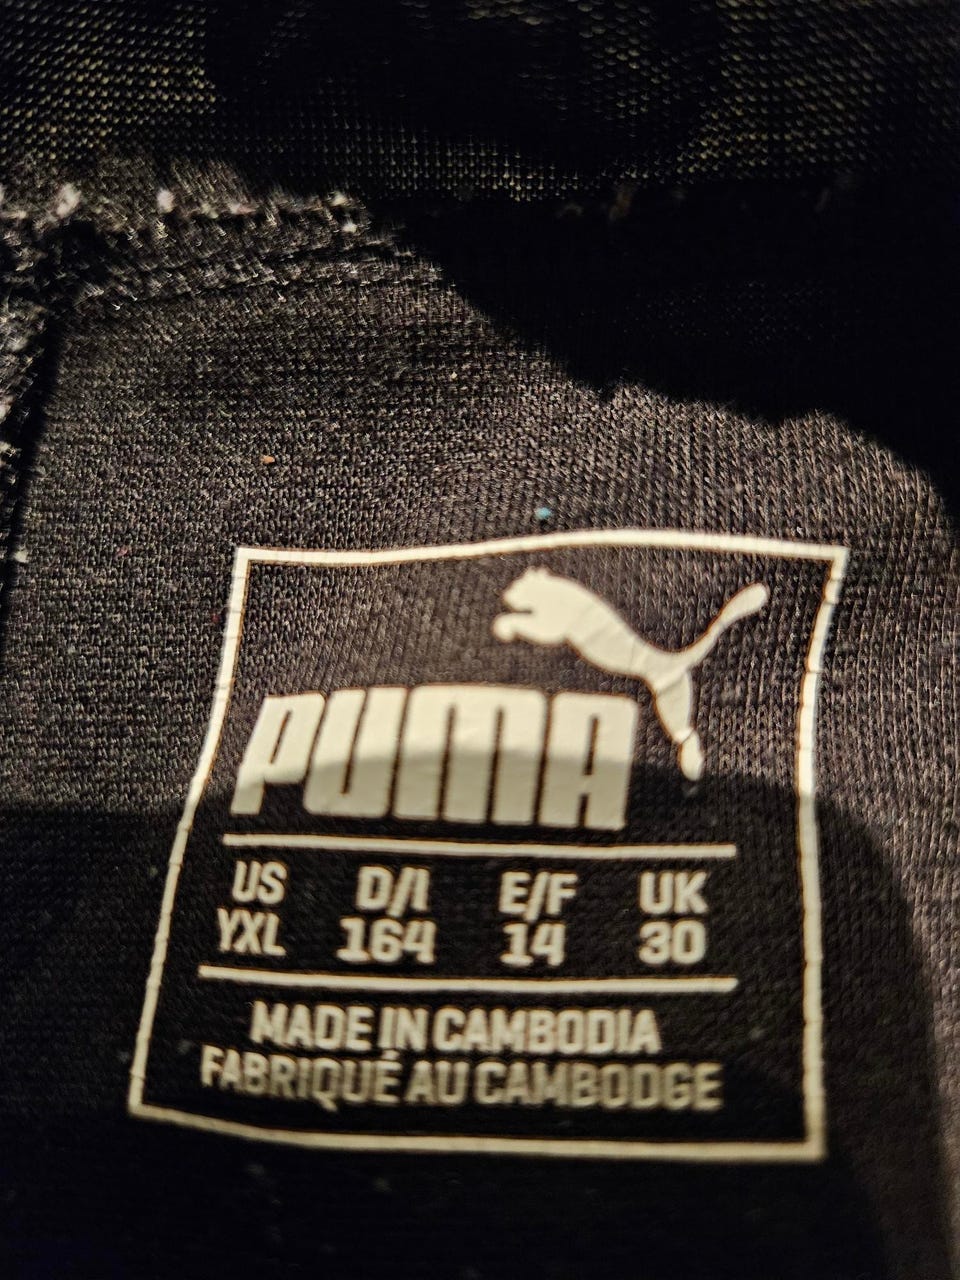 PUMA
US D/I E/F UK
YXL 164 14 30
MADE IN CAMBODIA
FABRIQUÉ AU CAMBODGE